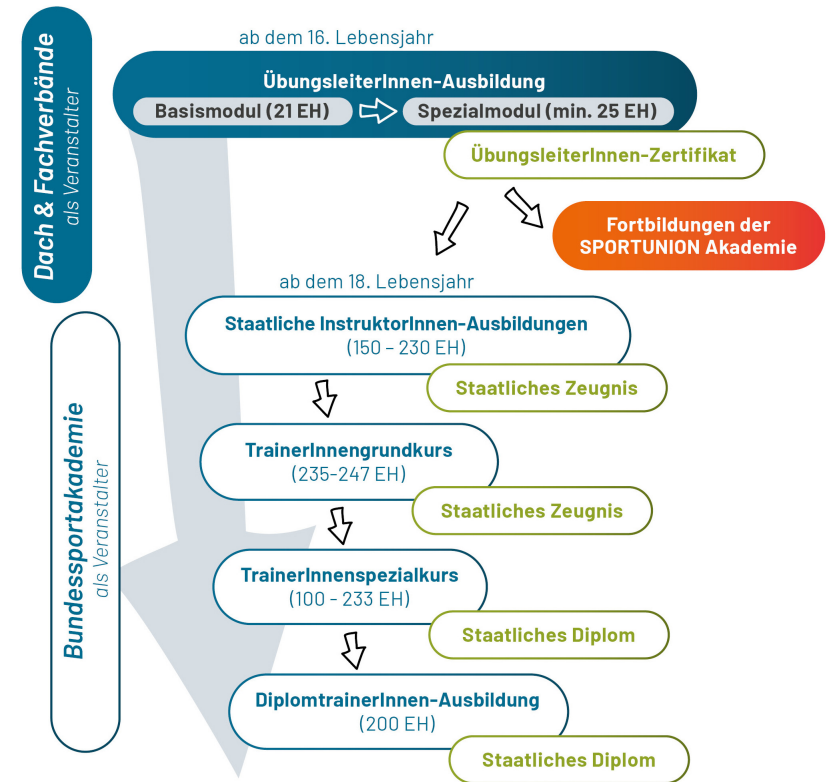 ab dem 16. Lebensjahr
Dach & Fachverbände
als Veranstalter
ÜbungsleiterInnen-Ausbildung
Basismodul (21 EH)
Spezialmodul (min. 25 EH)
ÜbungsleiterInnen-Zertifikat
Fortbildungen der
SPORTUNION Akademie
ab dem 18. Lebensjahr
Bundessportakademie
als Veranstalter
Staatliche InstruktorInnen-Ausbildungen
(150 – 230 EH)
Staatliches Zeugnis
TrainerInnengrundkurs
(235-247 EH)
Staatliches Zeugnis
TrainerInnenspezialkurs
(100 - 233 EH)
Staatliches Diplom
DiplomtrainerInnen-Ausbildung
(200 EH)
Staatliches Diplom